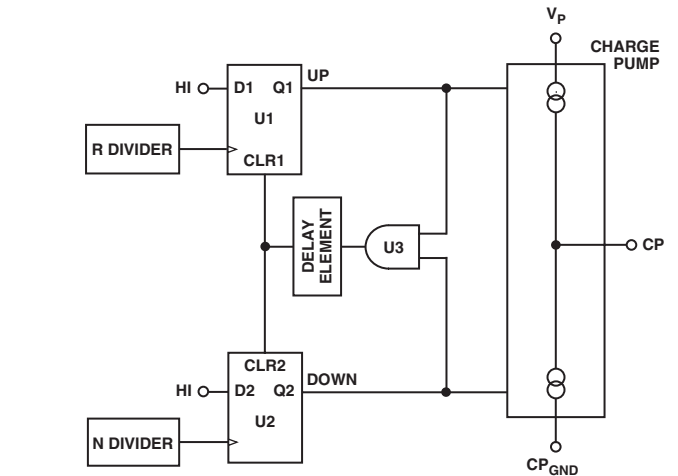 V_P
CHARGE
PUMP
HI
D1
Q1
UP
U1
R DIVIDER
CLR1
DELAY
ELEMENT
U3
CP
CLR2
HI
D2
Q2
DOWN
U2
N DIVIDER
CP_GND